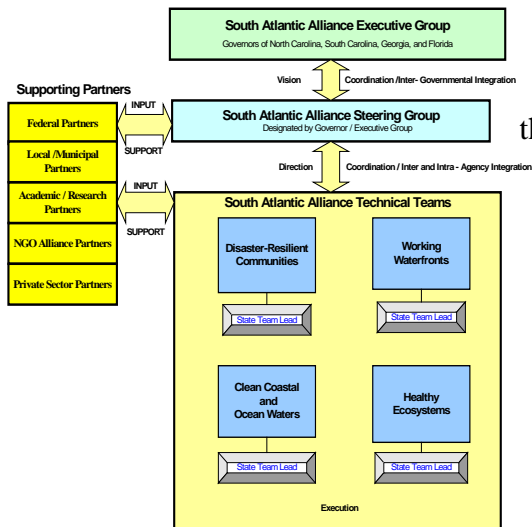 South Atlantic Alliance Executive Group
Governors of North Carolina, South Carolina, Georgia, and Florida
Vision
Coordination /Inter- Governmental Integration
Supporting Partners
Federal Partners
Local /Municipal
Partners
Academic / Research
Partners
NGO Alliance Partners
Private Sector Partners
INPUT
SUPPORT
South Atlantic Alliance Steering Group
Designated by Governor / Executive Group
th
Direction
Coordination / Inter and Intra - Agency Integration
INPUT
SUPPORT
South Atlantic Alliance Technical Teams
Disaster-Resilient
Communities
State Team Lead
Working
Waterfronts
State Team Lead
Clean Coastal
and
Ocean Waters
State Team Lead
Healthy
Ecosystems
State Team Lead
Execution